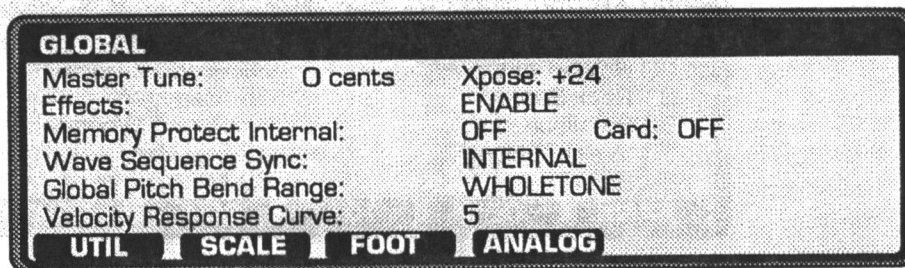 GLOBAL
Master Tune: 0 cents Xpose: +24
Effects: ENABLE
Memory Protect Internal: OFF Card: OFF
Wave Sequence Sync: INTERNAL
Global Pitch Bend Range: WHOLETONE
Velocity Response Curve: 5
UTIL SCALE FOOT ANALOG